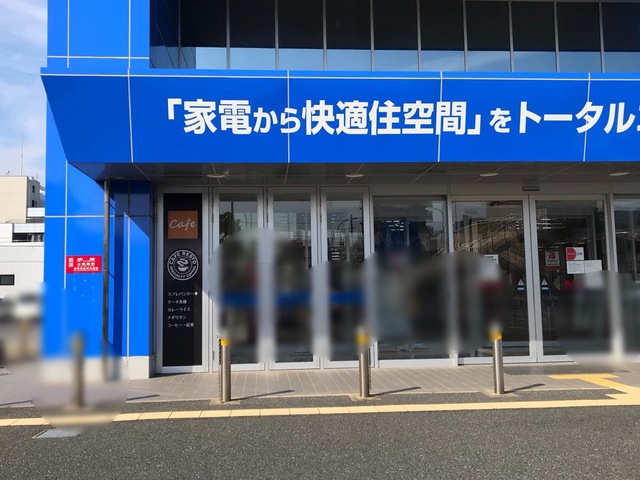 「家電から快適住空間」をトータル
Cafe
スフレパンケーキ
ケーキ各種
カレーライス
ナポリタン
コーヒー・紅茶